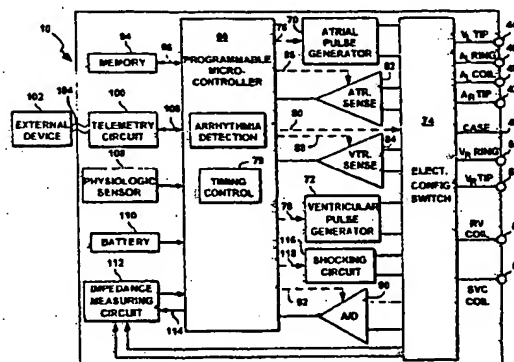 10
94
MEMORY
96
102
104
EXTERNAL DEVICE
100
TELEMETRY CIRCUIT
106
108
PHYSIOLOGIC SENSOR
110
BATTERY
112
IMPEDANCE MEASURING CIRCUIT
114
PROGRAMMABLE MICRO-CONTROLLER
ARRHYTHMIA DETECTION
79
TIMING CONTROL
76
70
ATRIAL PULSE GENERATOR
86
82
ATR. SENSE
80
88
84
VTR. SENSE
72
78
VENTRICULAR PULSE GENERATOR
116
118
SHOCKING CIRCUIT
92
90
A/D
74
ELECT. CONFIG SWITCH
V L TIP
A L RING
A L COIL
A R TIP
CASE
V R RING
V R TIP
RV COIL
SVC COIL